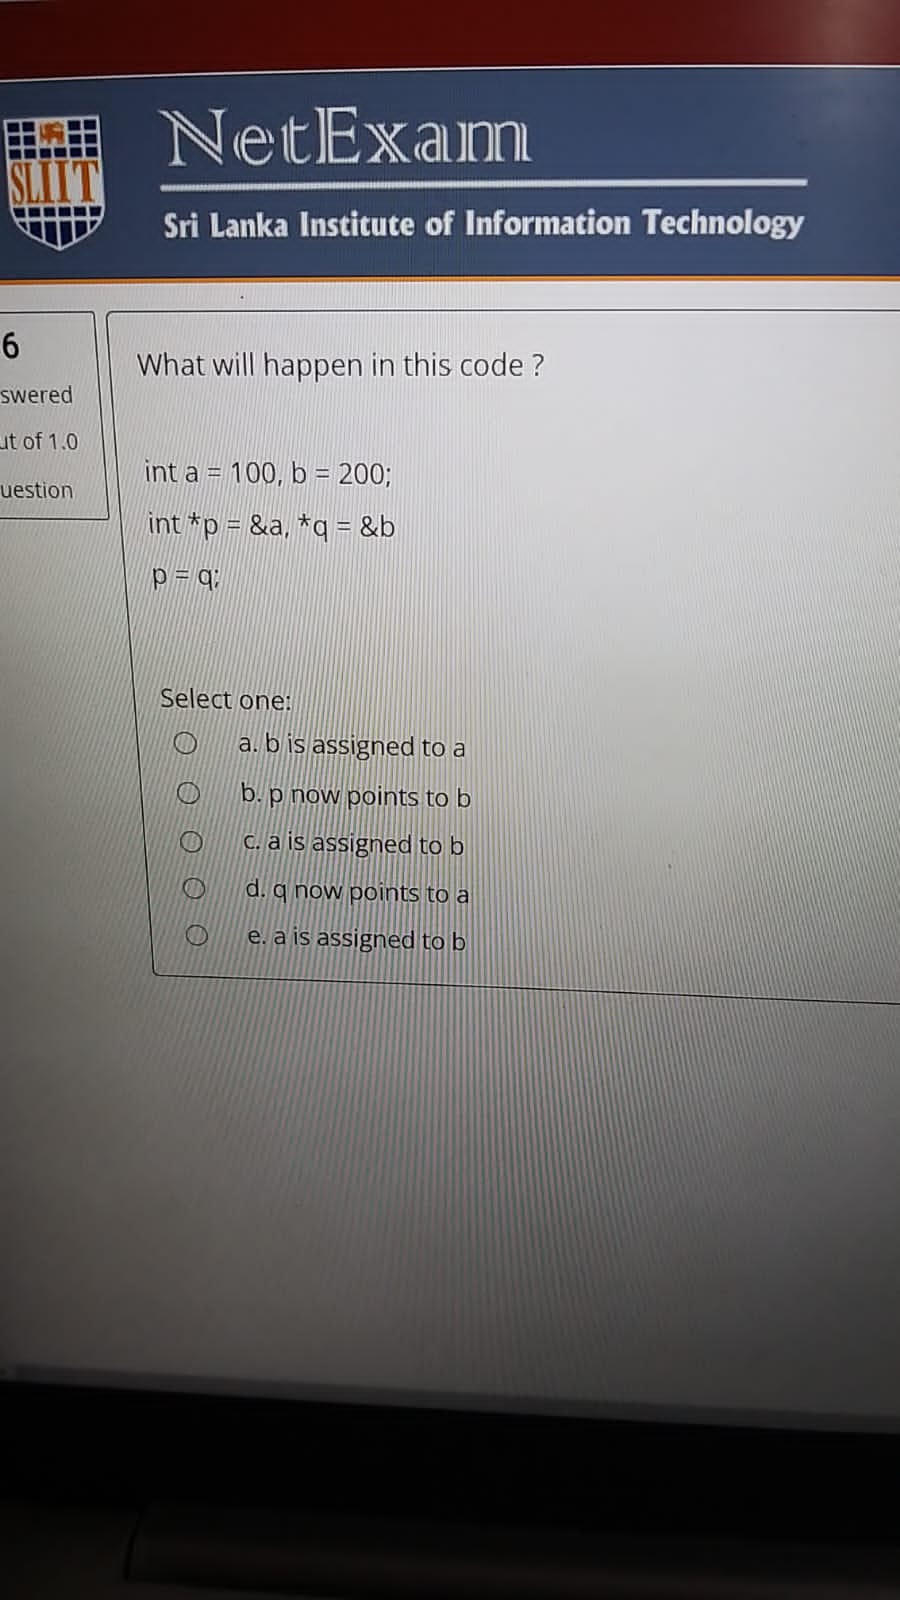 SLIIT
NetExam
Sri Lanka Institute of Information Technology
6
swered
ut of 1.0
uestion
What will happen in this code ?
int a = 100, b = 200;
int *p = &a, *q = &b
p = q;
Select one:
a. b is assigned to a
b. p now points to b
c. a is assigned to b
d. q now points to a
e. a is assigned to b